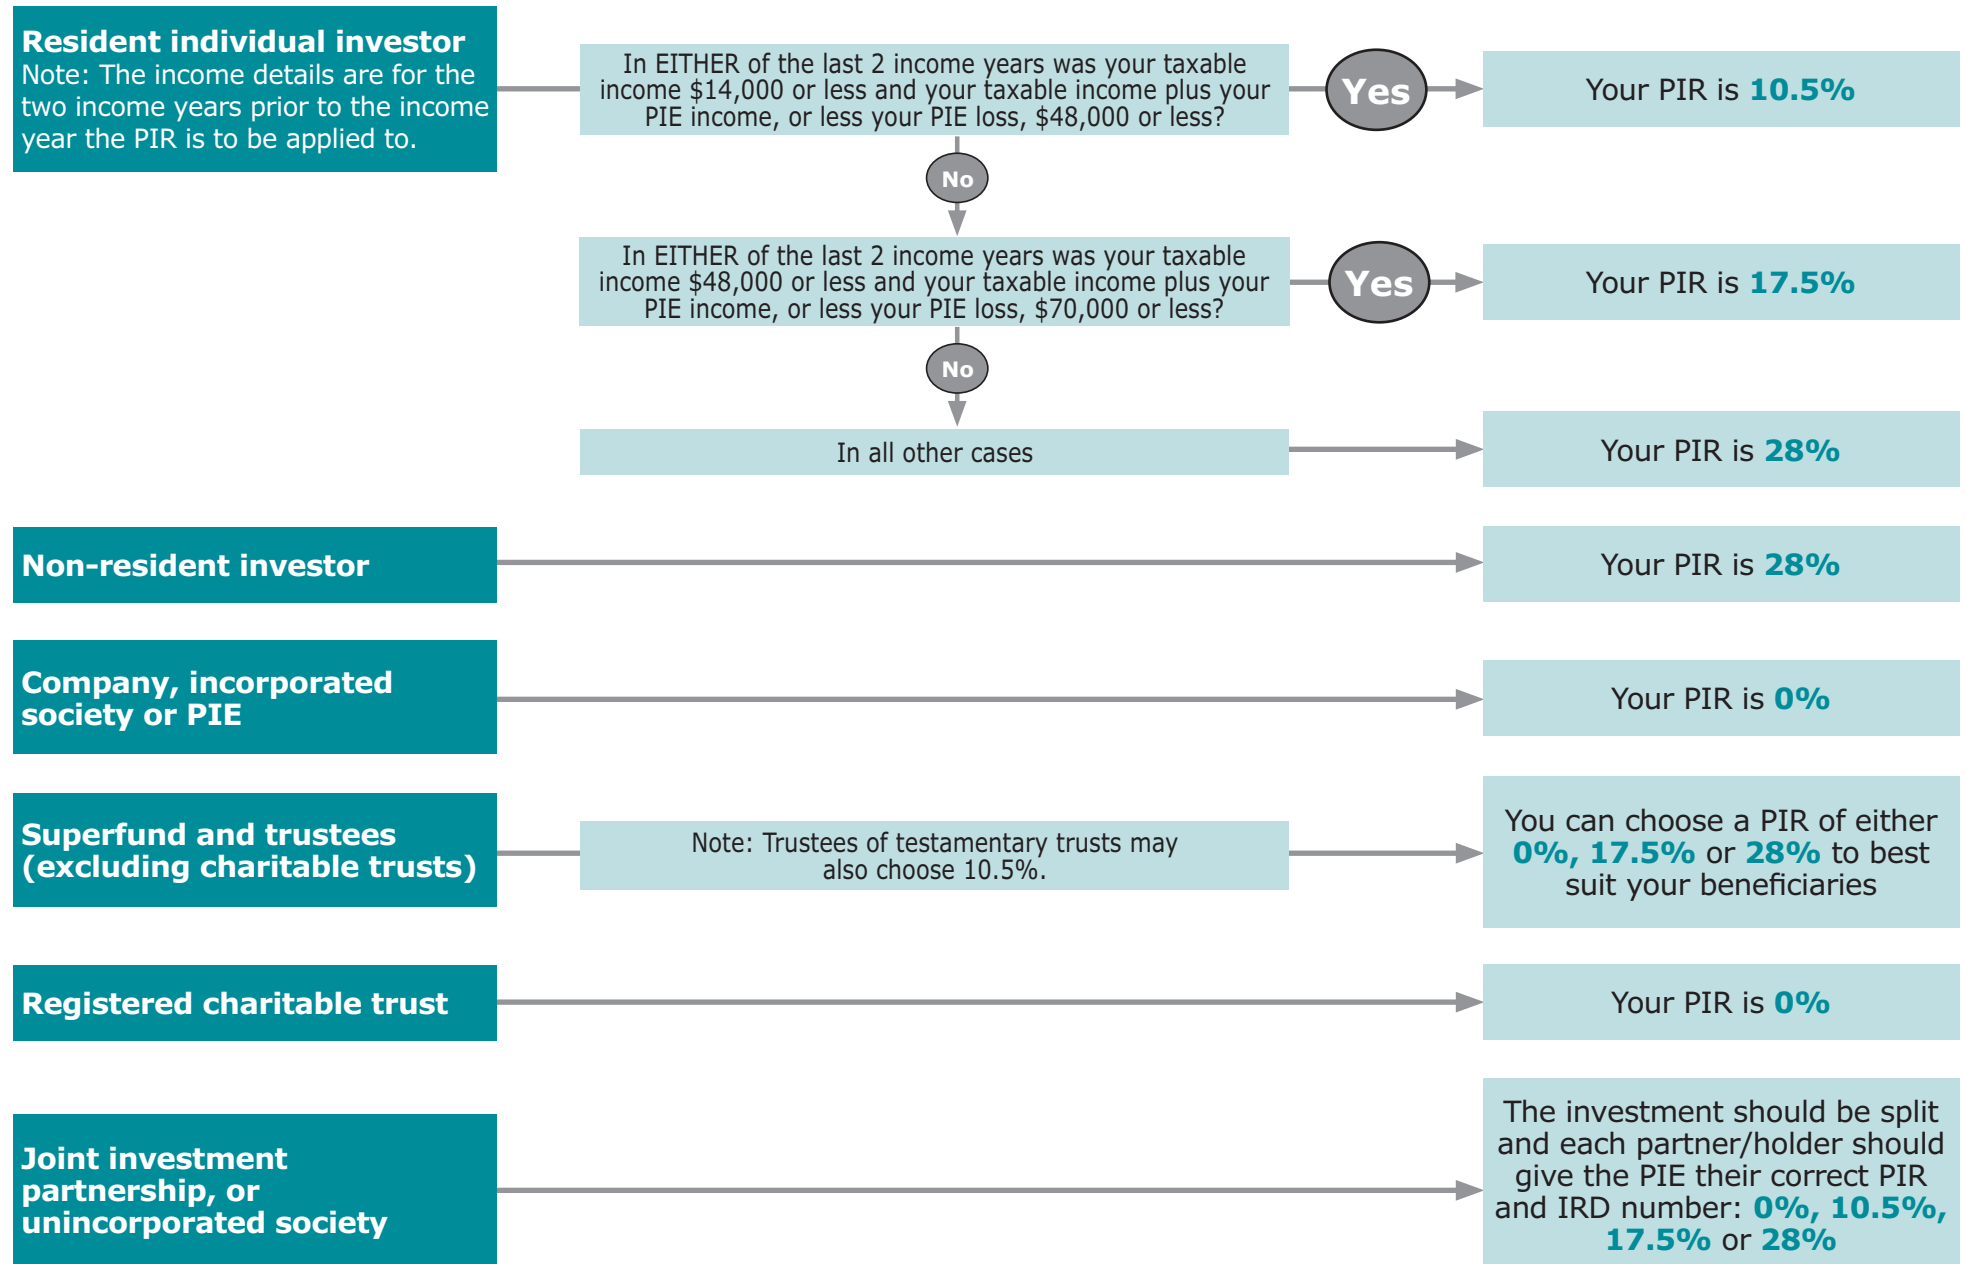 Resident individual investor
Note: The income details are for the
two income years prior to the income
year the PIR is to be applied to.
In EITHER of the last 2 income years was your taxable
income $14,000 or less and your taxable income plus your
PIE income, or less your PIE loss, $48,000 or less?
Yes
Your PIR is 10.5%
No
In EITHER of the last 2 income years was your taxable
income $48,000 or less and your taxable income plus your
PIE income, or less your PIE loss, $70,000 or less?
Yes
Your PIR is 17.5%
No
In all other cases
Your PIR is 28%
Non-resident investor
Your PIR is 28%
Company, incorporated
society or PIE
Your PIR is 0%
Superfund and trustees
(excluding charitable trusts)
Note: Trustees of testamentary trusts may
also choose 10.5%.
You can choose a PIR of either
0%, 17.5% or 28% to best
suit your beneficiaries
Registered charitable trust
Your PIR is 0%
Joint investment
partnership, or
unincorporated society
The investment should be split
and each partner/holder should
give the PIE their correct PIR
and IRD number: 0%, 10.5%,
17.5% or 28%